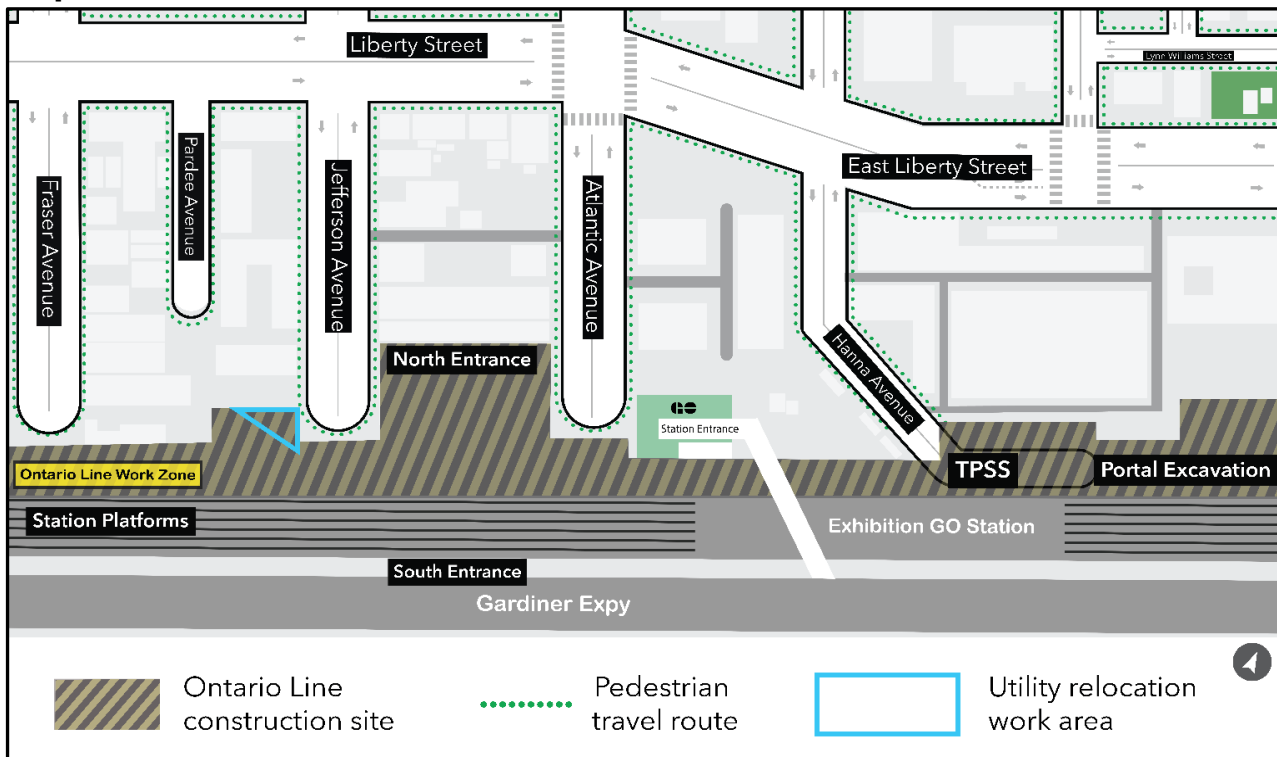 Liberty Street
Lynn Williams Street
East Liberty Street
Fraser Avenue
Pardee Avenue
Jefferson Avenue
Atlantic Avenue
Hanna Avenue
North Entrance
GO
Station Entrance
Ontario Line Work Zone
TPSS
Portal Excavation
Station Platforms
Exhibition GO Station
South Entrance
Gardiner Expy
Ontario Line
construction site
Pedestrian
travel route
Utility relocation
work area